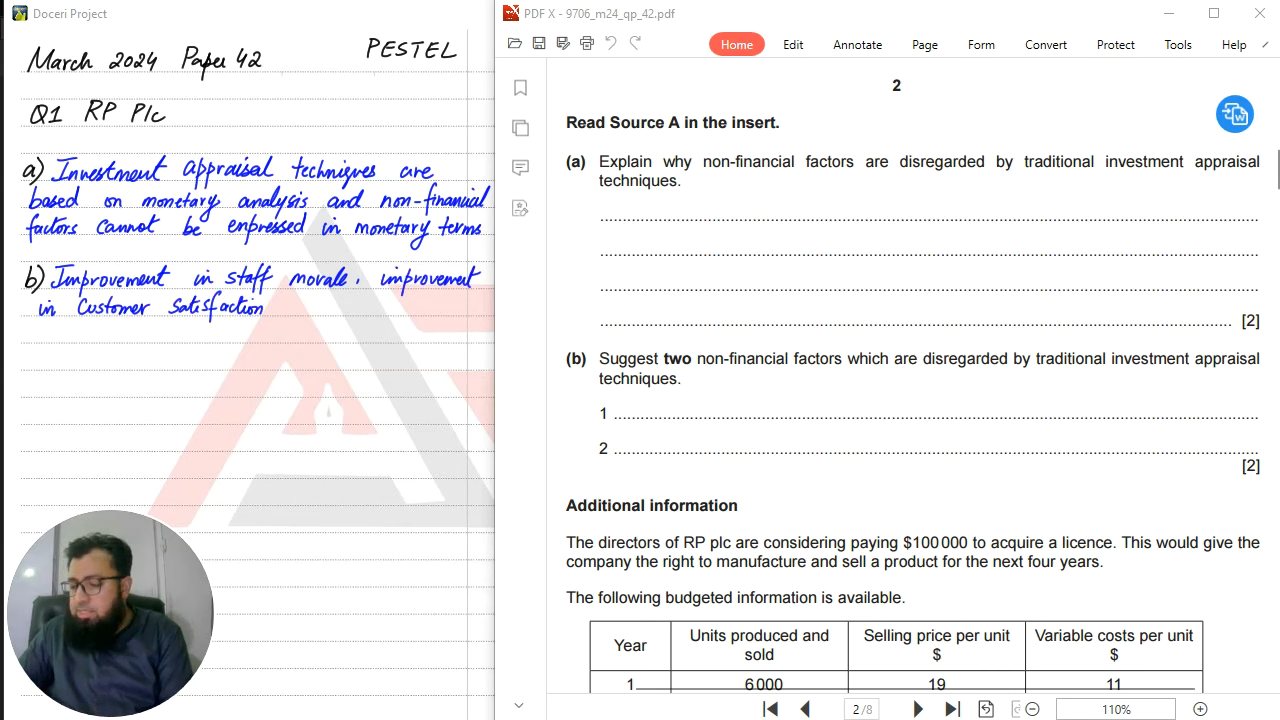 Doceri Project
March 2024 Paper 42
PESTEL
Q1 RP Plc
a) Investment appraisal techniques are
based on monetary analysis and non-financial
factors cannot be enpressed in monetary terms
b) Improvement in staff morale, improvement
in Customer Satisfaction
PDF X - 9706_m24_qp_42.pdf
Home Edit Annotate Page Form Convert Protect Tools Help
2
Read Source A in the insert.
(a) Explain why non-financial factors are disregarded by traditional investment appraisal
techniques.
[2]
(b) Suggest two non-financial factors which are disregarded by traditional investment appraisal
techniques.
1
2
[2]
Additional information
The directors of RP plc are considering paying $100 000 to acquire a licence. This would give the
company the right to manufacture and sell a product for the next four years.
The following budgeted information is available.
Year Units produced and sold Selling price per unit $ Variable costs per unit $
1 6 000 19 11
2 /8
110%